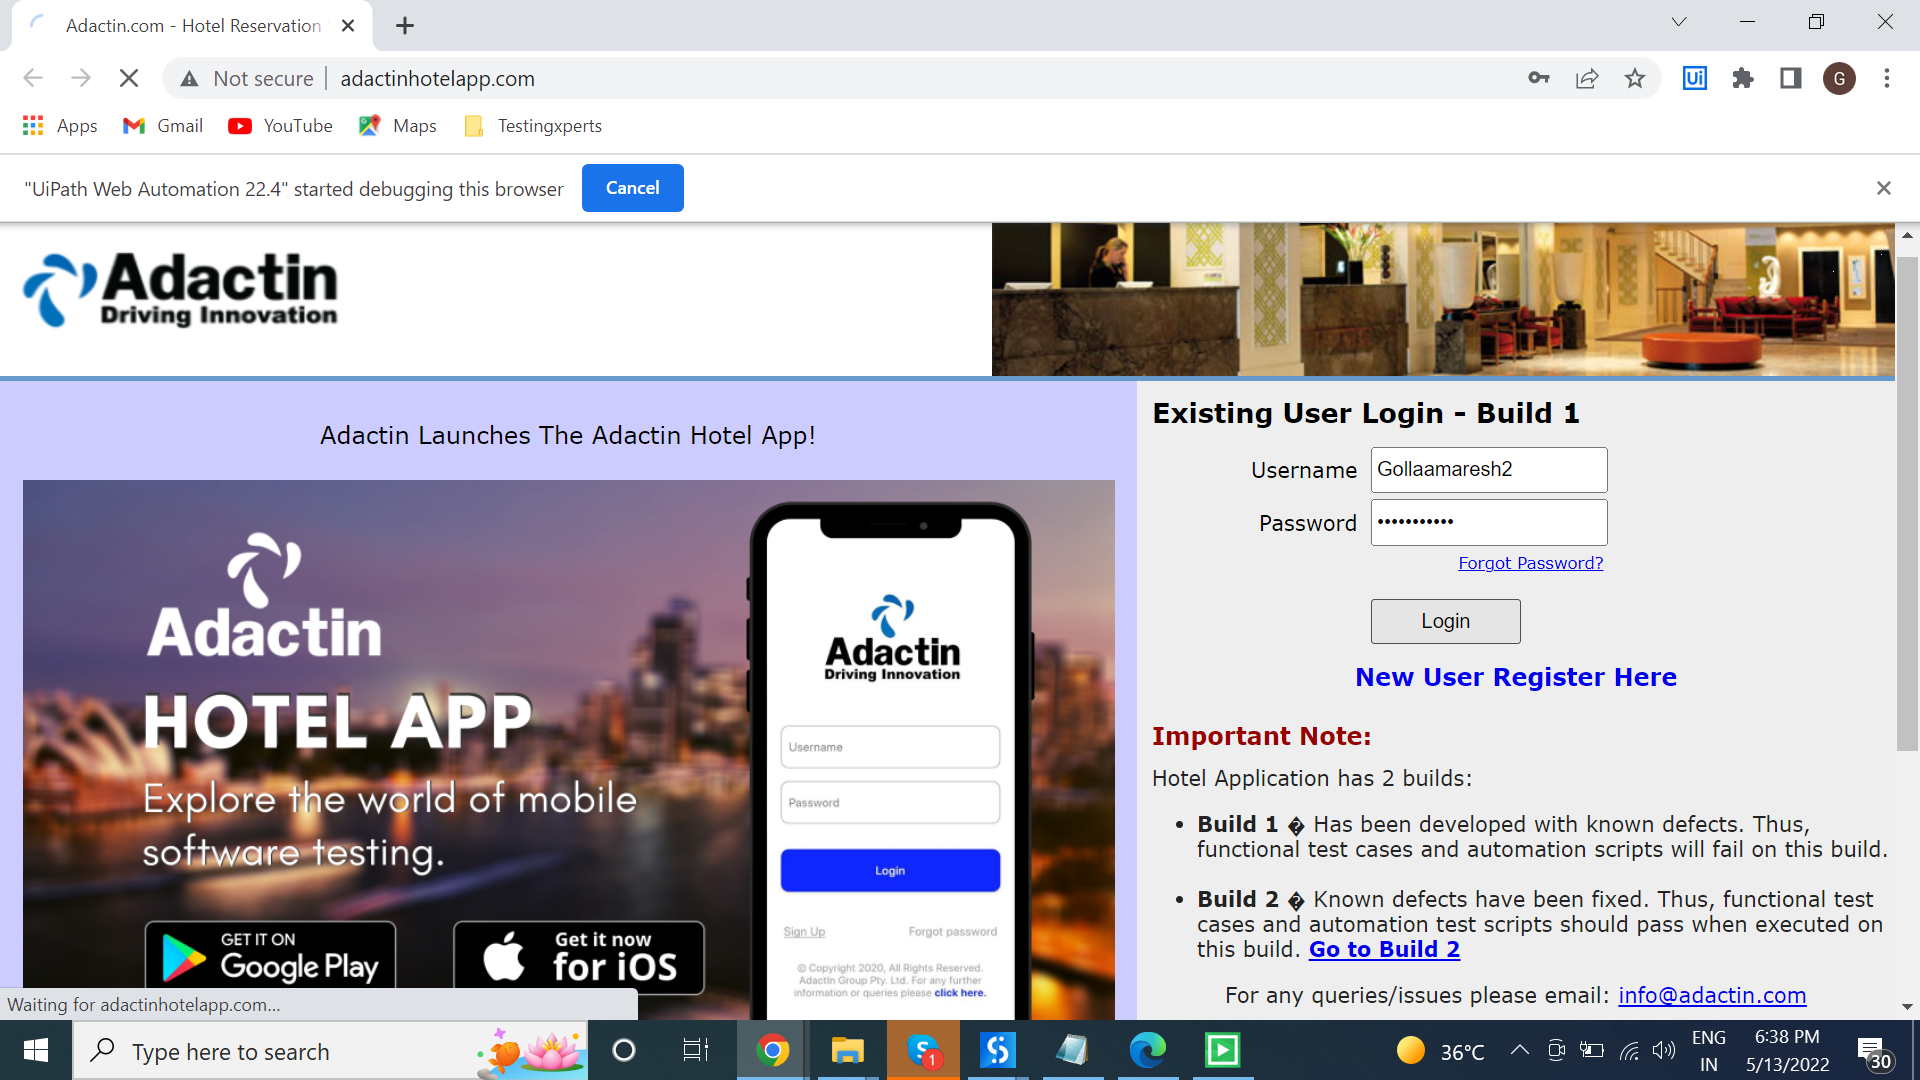 Adactin.com - Hotel Reservation
Not secure
adactinhotelapp.com
Ui
G
Apps
Gmail
YouTube
Maps
Testingxperts
"UiPath Web Automation 22.4" started debugging this browser
Cancel
Adactin
Driving Innovation
Adactin Launches The Adactin Hotel App!
Adactin
HOTEL APP
Explore the world of mobile
software testing.
GET IT ON
Google Play
Get it now
for iOS
Adactin
Driving Innovation
Username
Password
Login
Sign Up
Forgot password
© Copyright 2020, All Rights Reserved.
Adactin Group Pty. Ltd. For any further
information or queries please click here.
Existing User Login - Build 1
Username
Gollaamaresh2
Password
•••••••••••
Forgot Password?
Login
New User Register Here
Important Note:
Hotel Application has 2 builds:
• Build 1 � Has been developed with known defects. Thus,
functional test cases and automation scripts will fail on this build.
• Build 2 � Known defects have been fixed. Thus, functional test
cases and automation test scripts should pass when executed on
this build. Go to Build 2
For any queries/issues please email: info@adactin.com
Waiting for adactinhotelapp.com...
Type here to search
S
1
36°C
ENG
IN
6:38 PM
5/13/2022
30